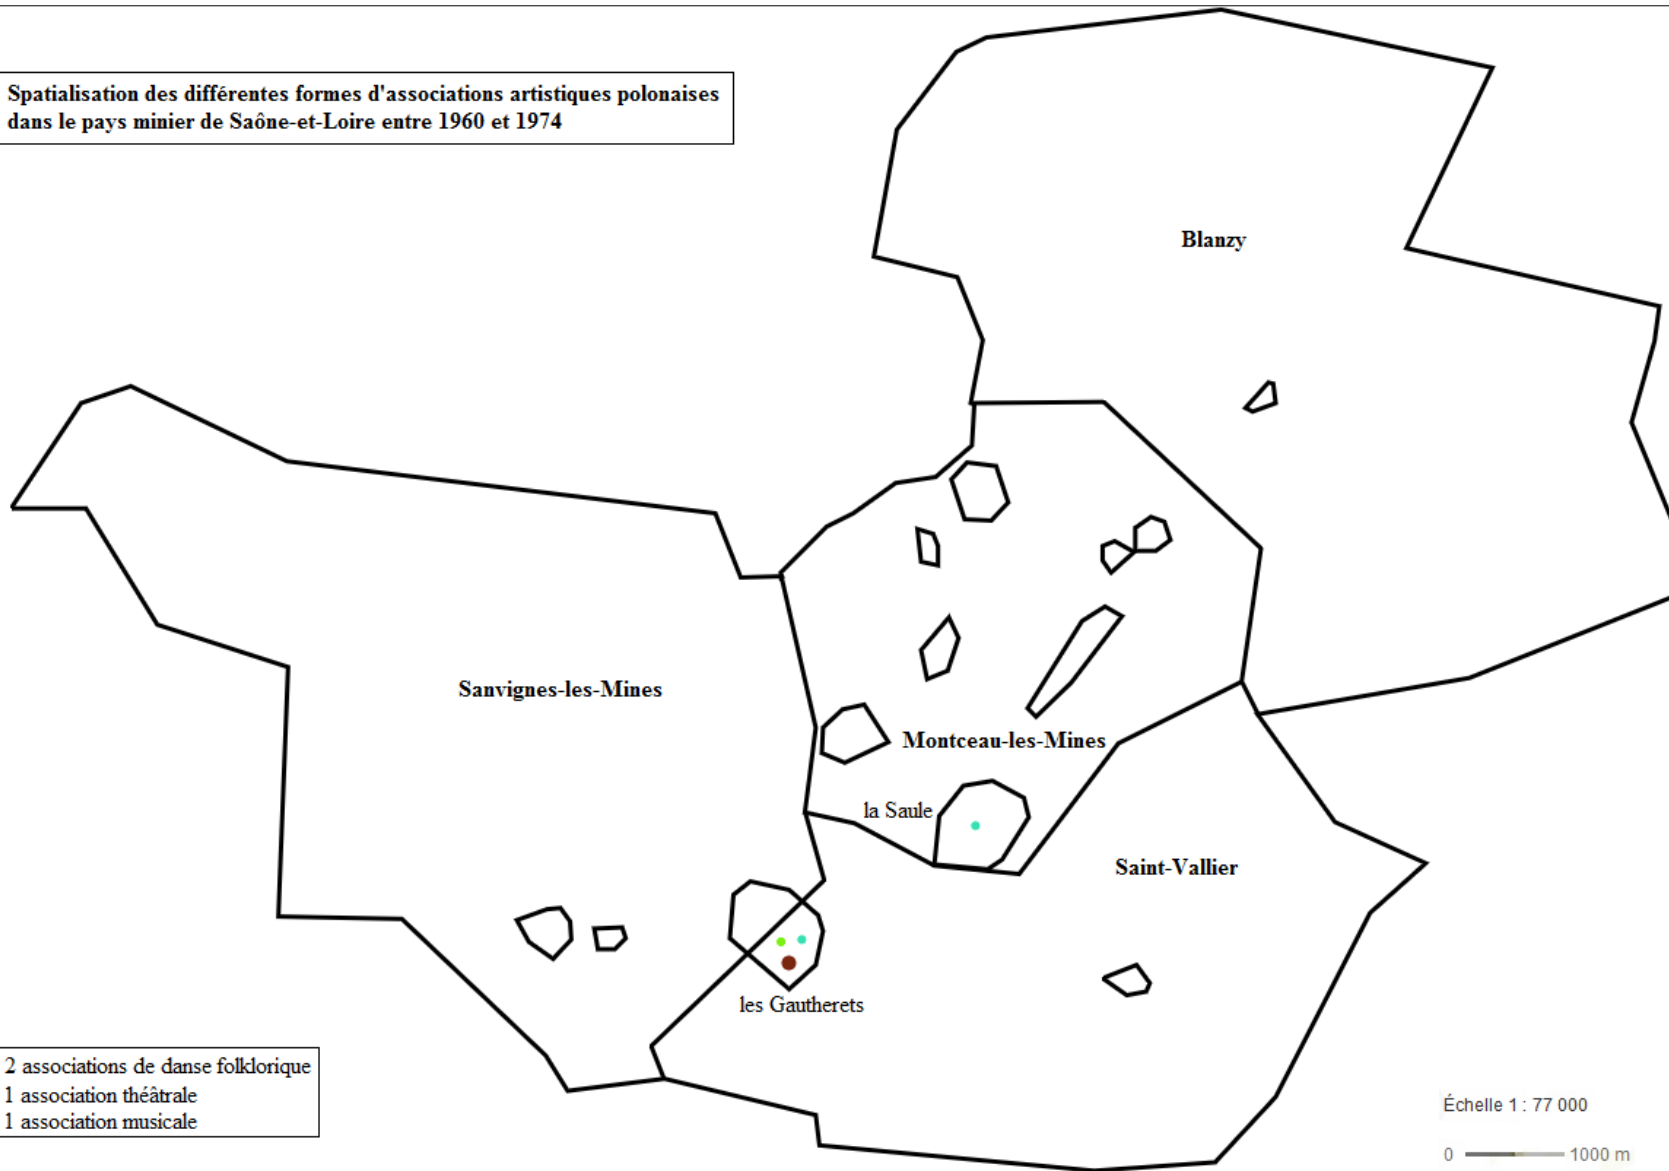 Spatialisation des différentes formes d'associations artistiques polonaises
dans le pays minier de Saône-et-Loire entre 1960 et 1974
Blanzy
Sanvignes-les-Mines
Montceau-les-Mines
la Saule
Saint-Vallier
les Gautherets
2 associations de danse folklorique
1 association théâtrale
1 association musicale
Échelle 1 : 77 000
0 1000 m